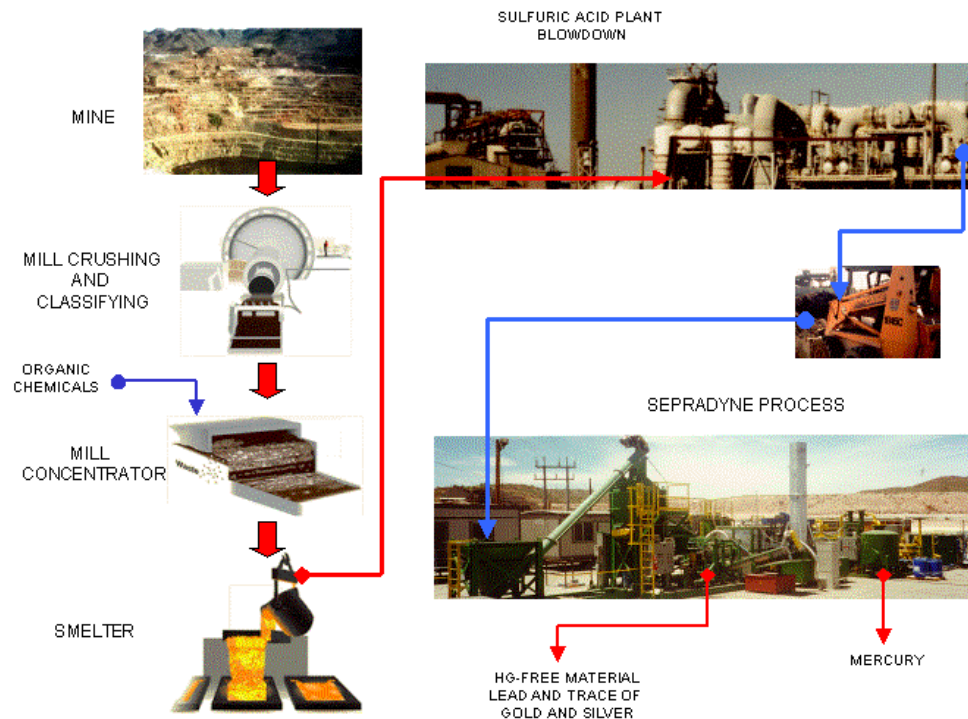 SULFURIC ACID PLANT
BLOWDOWN
MINE
MILL CRUSHING
AND
CLASSIFYING
ORGANIC
CHEMICALS
MILL
CONCENTRATOR
Waste
SEPRADYNE PROCESS
SMELTER
HG-FREE MATERIAL
LEAD AND TRACE OF
GOLD AND SILVER
MERCURY